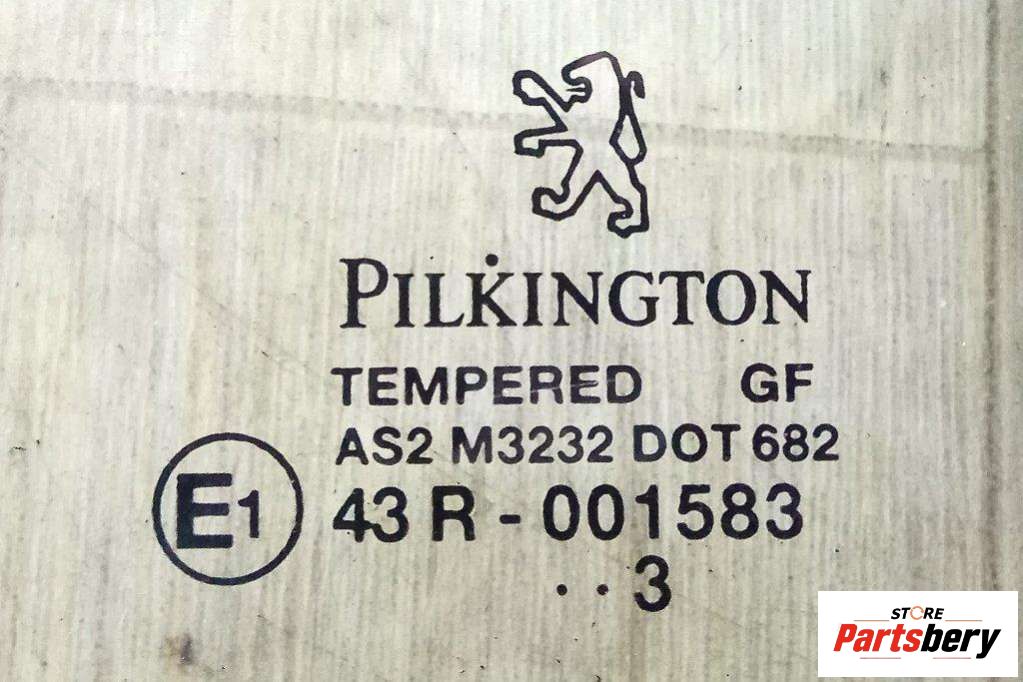 PILKINGTON
TEMPERED GF
AS2 M3232 DOT 682
E1
43 R - 001583
. . 3
STORE
Partsbery